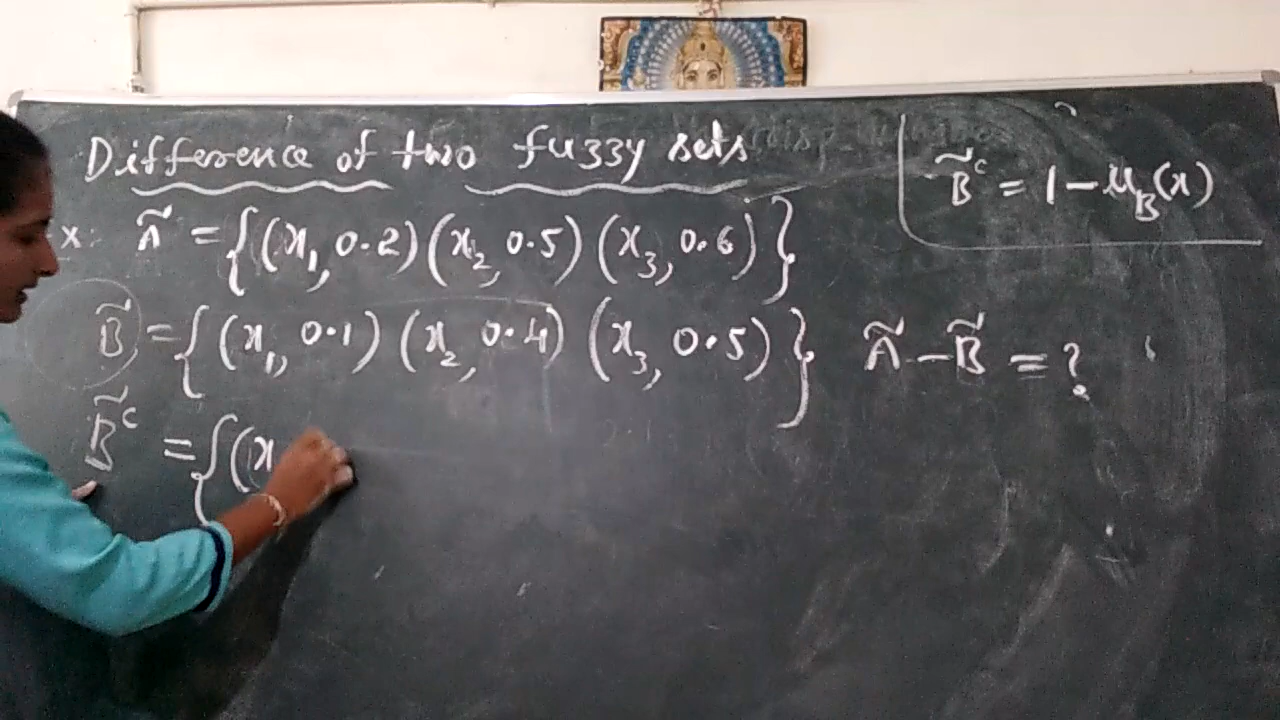 Difference of two fuzzy sets
x: Ã = {(x₁, 0.2) (x₂, 0.5) (x₃, 0.6)}
B̃ = {(x₁, 0.1) (x₂, 0.4) (x₃, 0.5)} Ã - B̃ = ?
B̃ᶜ = {(x
B̃ᶜ = 1 - μ_B(x)